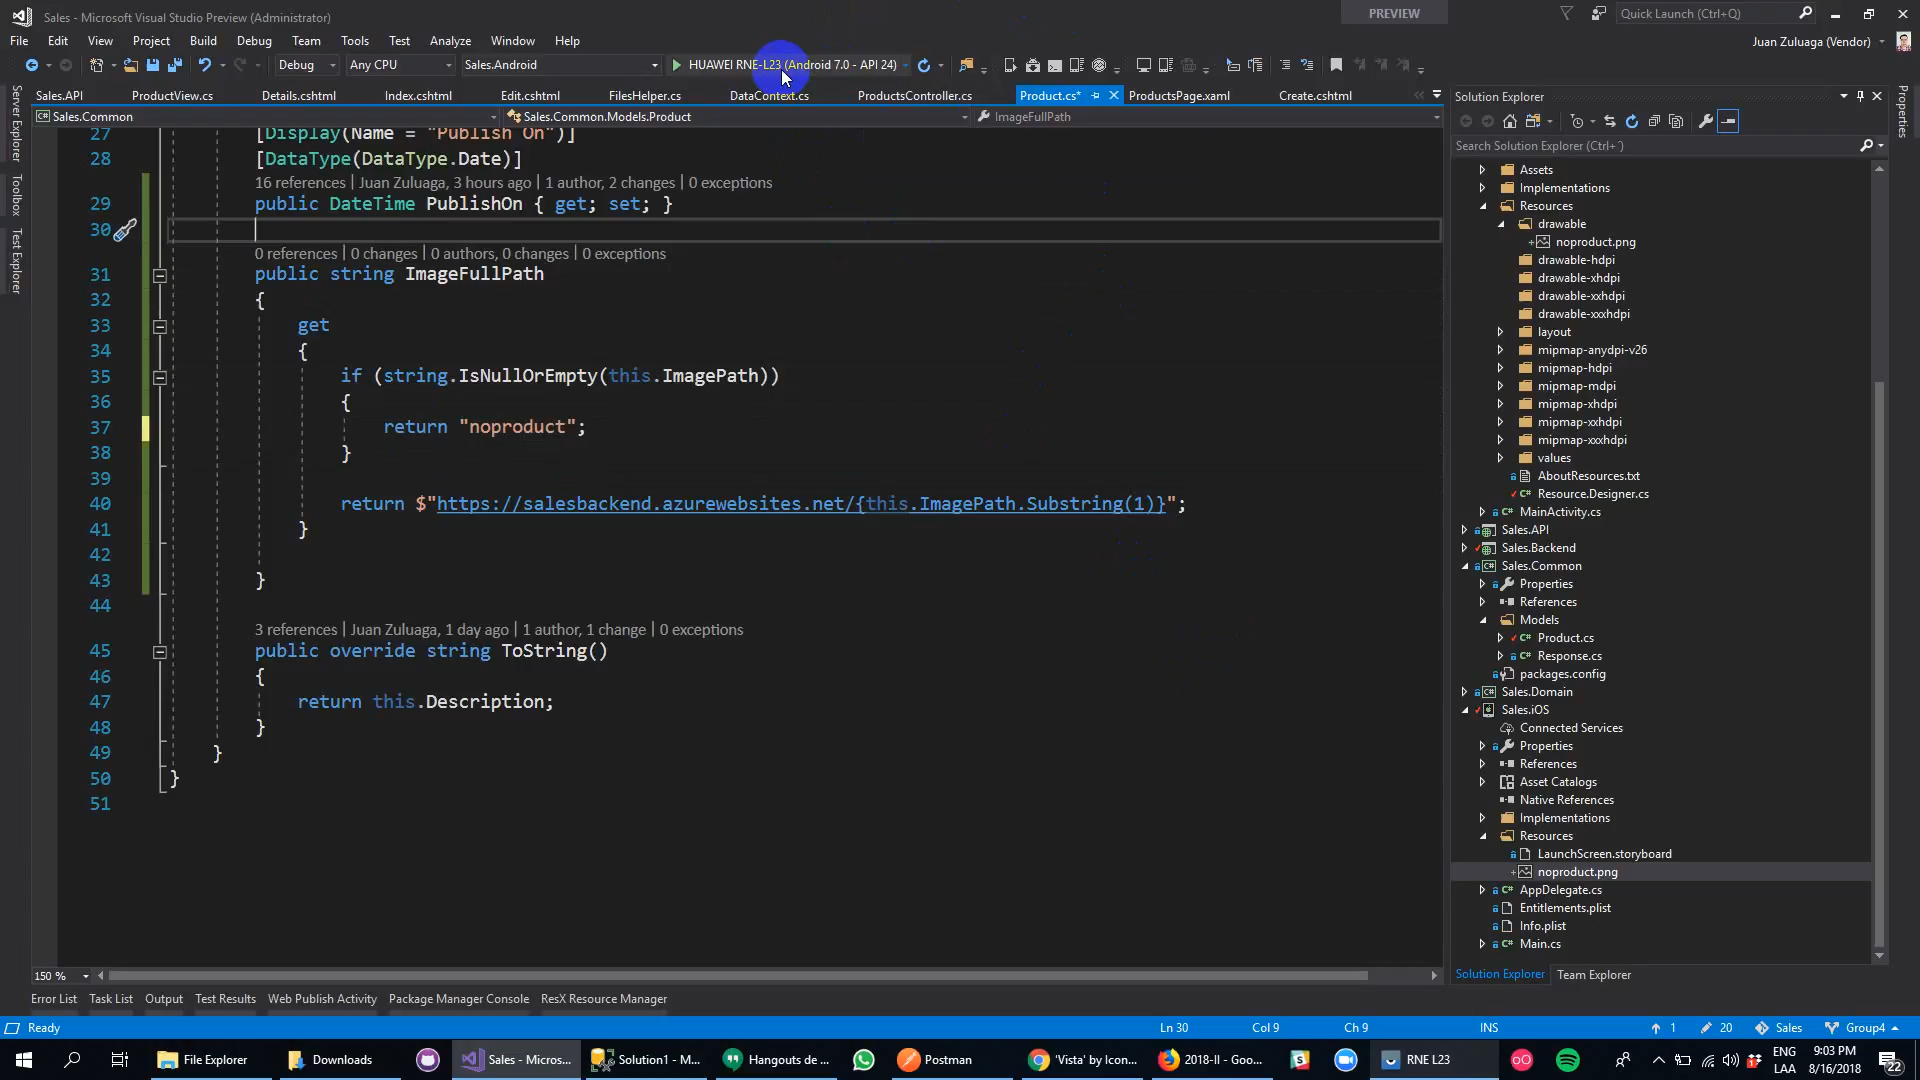 Sales - Microsoft Visual Studio Preview (Administrator)
PREVIEW
Quick Launch (Ctrl+Q)
File Edit View Project Build Debug Team Tools Test Analyze Window Help
Juan Zuluaga (Vendor)
Debug Any CPU Sales.Android HUAWEI RNE-L23 (Android 7.0 - API 24)
Sales.API ProductView.cs Details.cshtml Index.cshtml Edit.cshtml FilesHelper.cs DataContext.cs ProductsController.cs Product.cs* ProductsPage.xaml Create.cshtml
Sales.Common Sales.Common.Models.Product ImageFullPath
Server Explorer
Toolbox
Test Explorer
27 [Display(Name = "Publish On")]
28 [DataType(DataType.Date)]
16 references | Juan Zuluaga, 3 hours ago | 1 author, 2 changes | 0 exceptions
29 public DateTime PublishOn { get; set; }
30
0 references | 0 changes | 0 authors, 0 changes | 0 exceptions
31 public string ImageFullPath
32 {
33 get
34 {
35 if (string.IsNullOrEmpty(this.ImagePath))
36 {
37 return "noproduct";
38 }
39
40 return $"https://salesbackend.azurewebsites.net/{this.ImagePath.Substring(1)}";
41 }
42
43 }
44
3 references | Juan Zuluaga, 1 day ago | 1 author, 1 change | 0 exceptions
45 public override string ToString()
46 {
47 return this.Description;
48 }
49 }
50 }
51
150 %
Solution Explorer
Search Solution Explorer (Ctrl+¨)
Assets
Implementations
Resources
drawable
noproduct.png
drawable-hdpi
drawable-xhdpi
drawable-xxhdpi
drawable-xxxhdpi
layout
mipmap-anydpi-v26
mipmap-hdpi
mipmap-mdpi
mipmap-xhdpi
mipmap-xxhdpi
mipmap-xxxhdpi
values
AboutResources.txt
Resource.Designer.cs
MainActivity.cs
Sales.API
Sales.Backend
Sales.Common
Properties
References
Models
Product.cs
Response.cs
packages.config
Sales.Domain
Sales.iOS
Connected Services
Properties
References
Asset Catalogs
Native References
Implementations
Resources
LaunchScreen.storyboard
noproduct.png
AppDelegate.cs
Entitlements.plist
Info.plist
Main.cs
Solution Explorer Team Explorer
Properties
Error List Task List Output Test Results Web Publish Activity Package Manager Console ResX Resource Manager
Ready Ln 30 Col 9 Ch 9 INS 1 20 Sales Group4
File Explorer Downloads Sales - Micros... Solution1 - M... Hangouts de ... Postman 'Vista' by Icon... 2018-II - Goo... RNE L23
ENG
LAA
9:03 PM
8/16/2018
22